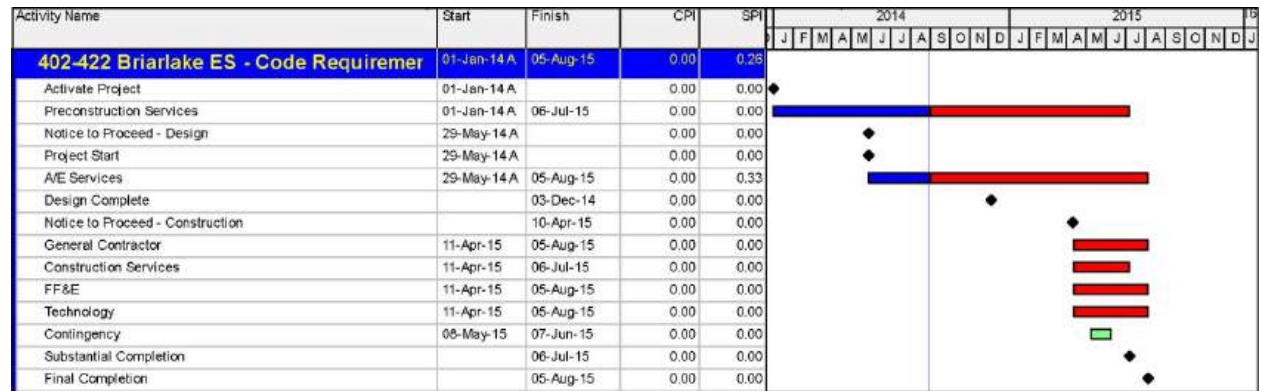 Activity Name Start Finish CPI SPI 2014 2015 16
J F M A M J J A S O N D J F M A M J J A S O N D J
402-422 Briarlake ES - Code Requiremer 01-Jan-14 A 05-Aug-15 0.00 0.26
Activate Project 01-Jan-14 A 0.00 0.00
Preconstruction Services 01-Jan-14 A 06-Jul-15 0.00 0.00
Notice to Proceed - Design 29-May-14 A 0.00 0.00
Project Start 29-May-14 A 0.00 0.00
A/E Services 29-May-14 A 05-Aug-15 0.00 0.33
Design Complete 03-Dec-14 0.00 0.00
Notice to Proceed - Construction 10-Apr-15 0.00 0.00
General Contractor 11-Apr-15 05-Aug-15 0.00 0.00
Construction Services 11-Apr-15 06-Jul-15 0.00 0.00
FF&E 11-Apr-15 05-Aug-15 0.00 0.00
Technology 11-Apr-15 05-Aug-15 0.00 0.00
Contingency 08-May-15 07-Jun-15 0.00 0.00
Substantial Completion 06-Jul-15 0.00 0.00
Final Completion 05-Aug-15 0.00 0.00